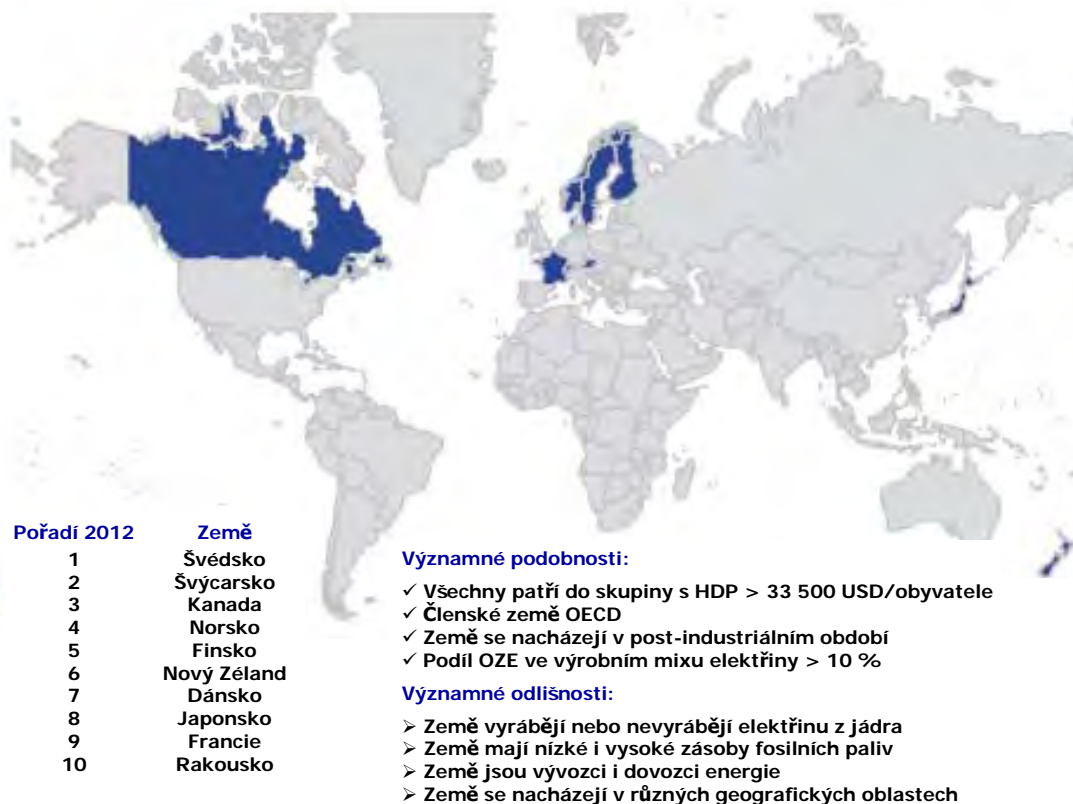 Pořadí 2012 Země
1 Švédsko
2 Švýcarsko
3 Kanada
4 Norsko
5 Finsko
6 Nový Zéland
7 Dánsko
8 Japonsko
9 Francie
10 Rakousko
Významné podobnosti:
✓ Všechny patří do skupiny s HDP > 33 500 USD/obyvatele
✓ Členské země OECD
✓ Země se nacházejí v post-industriálním období
✓ Podíl OZE ve výrobním mixu elektřiny > 10 %
Významné odlišnosti:
➢ Země vyrábějí nebo nevyrábějí elektřinu z jádra
➢ Země mají nízké i vysoké zásoby fosilních paliv
➢ Země jsou vývozci i dovozci energie
➢ Země se nacházejí v různých geografických oblastech